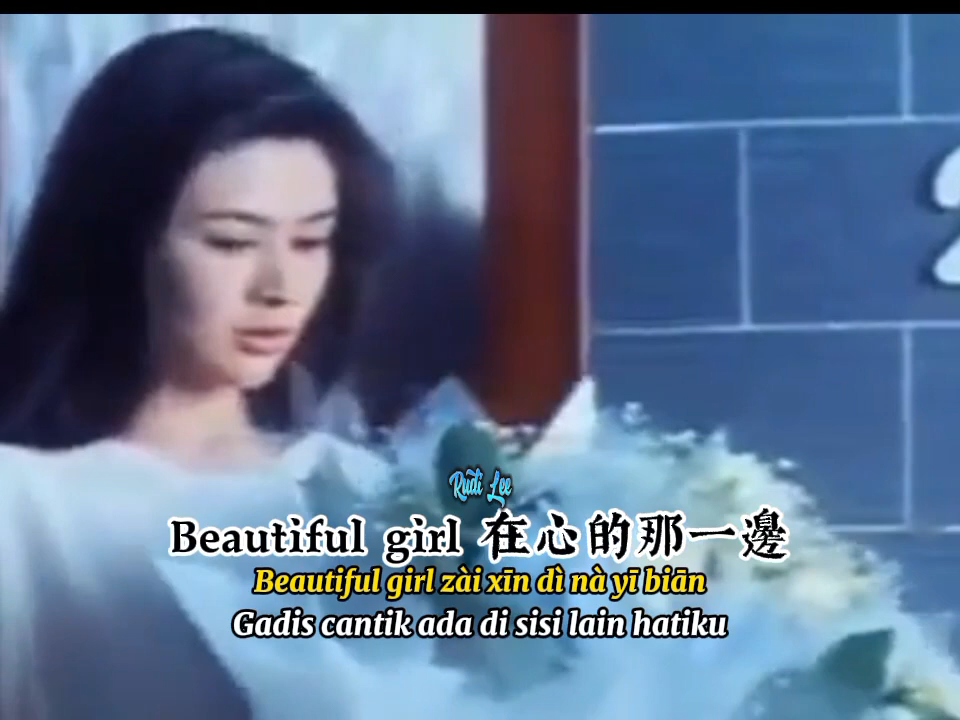 2
Rudi Lee
Beautiful girl 在心的那一邊
Beautiful girl zài xīn dì nà yī biān
Gadis cantik ada di sisi lain hatiku